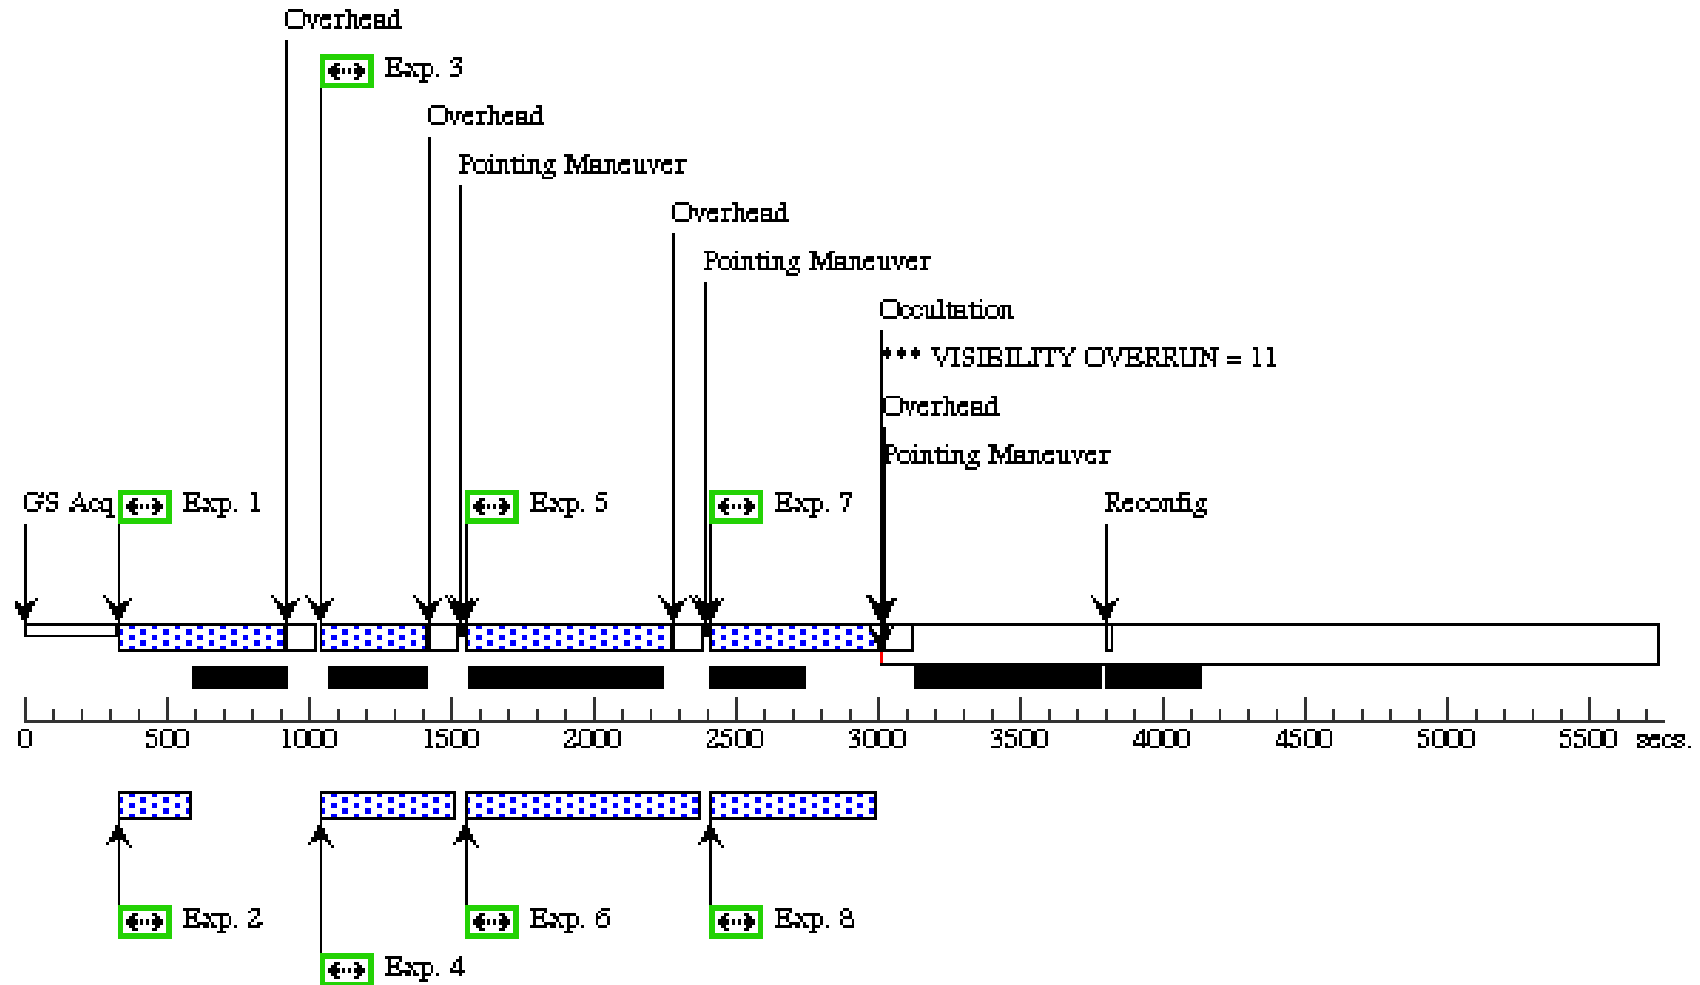 Overhead
Exp. 3
Overhead
Pointing Maneuver
Overhead
Pointing Maneuver
Occultation
*** VISIBILITY OVERRUN = 11
Overhead
Pointing Maneuver
GS Acq Exp. 1 Exp. 5 Exp. 7 Reconfig
0 500 1000 1500 2000 2500 3000 3500 4000 4500 5000 5500 secs.
Exp. 2 Exp. 6 Exp. 8
Exp. 4